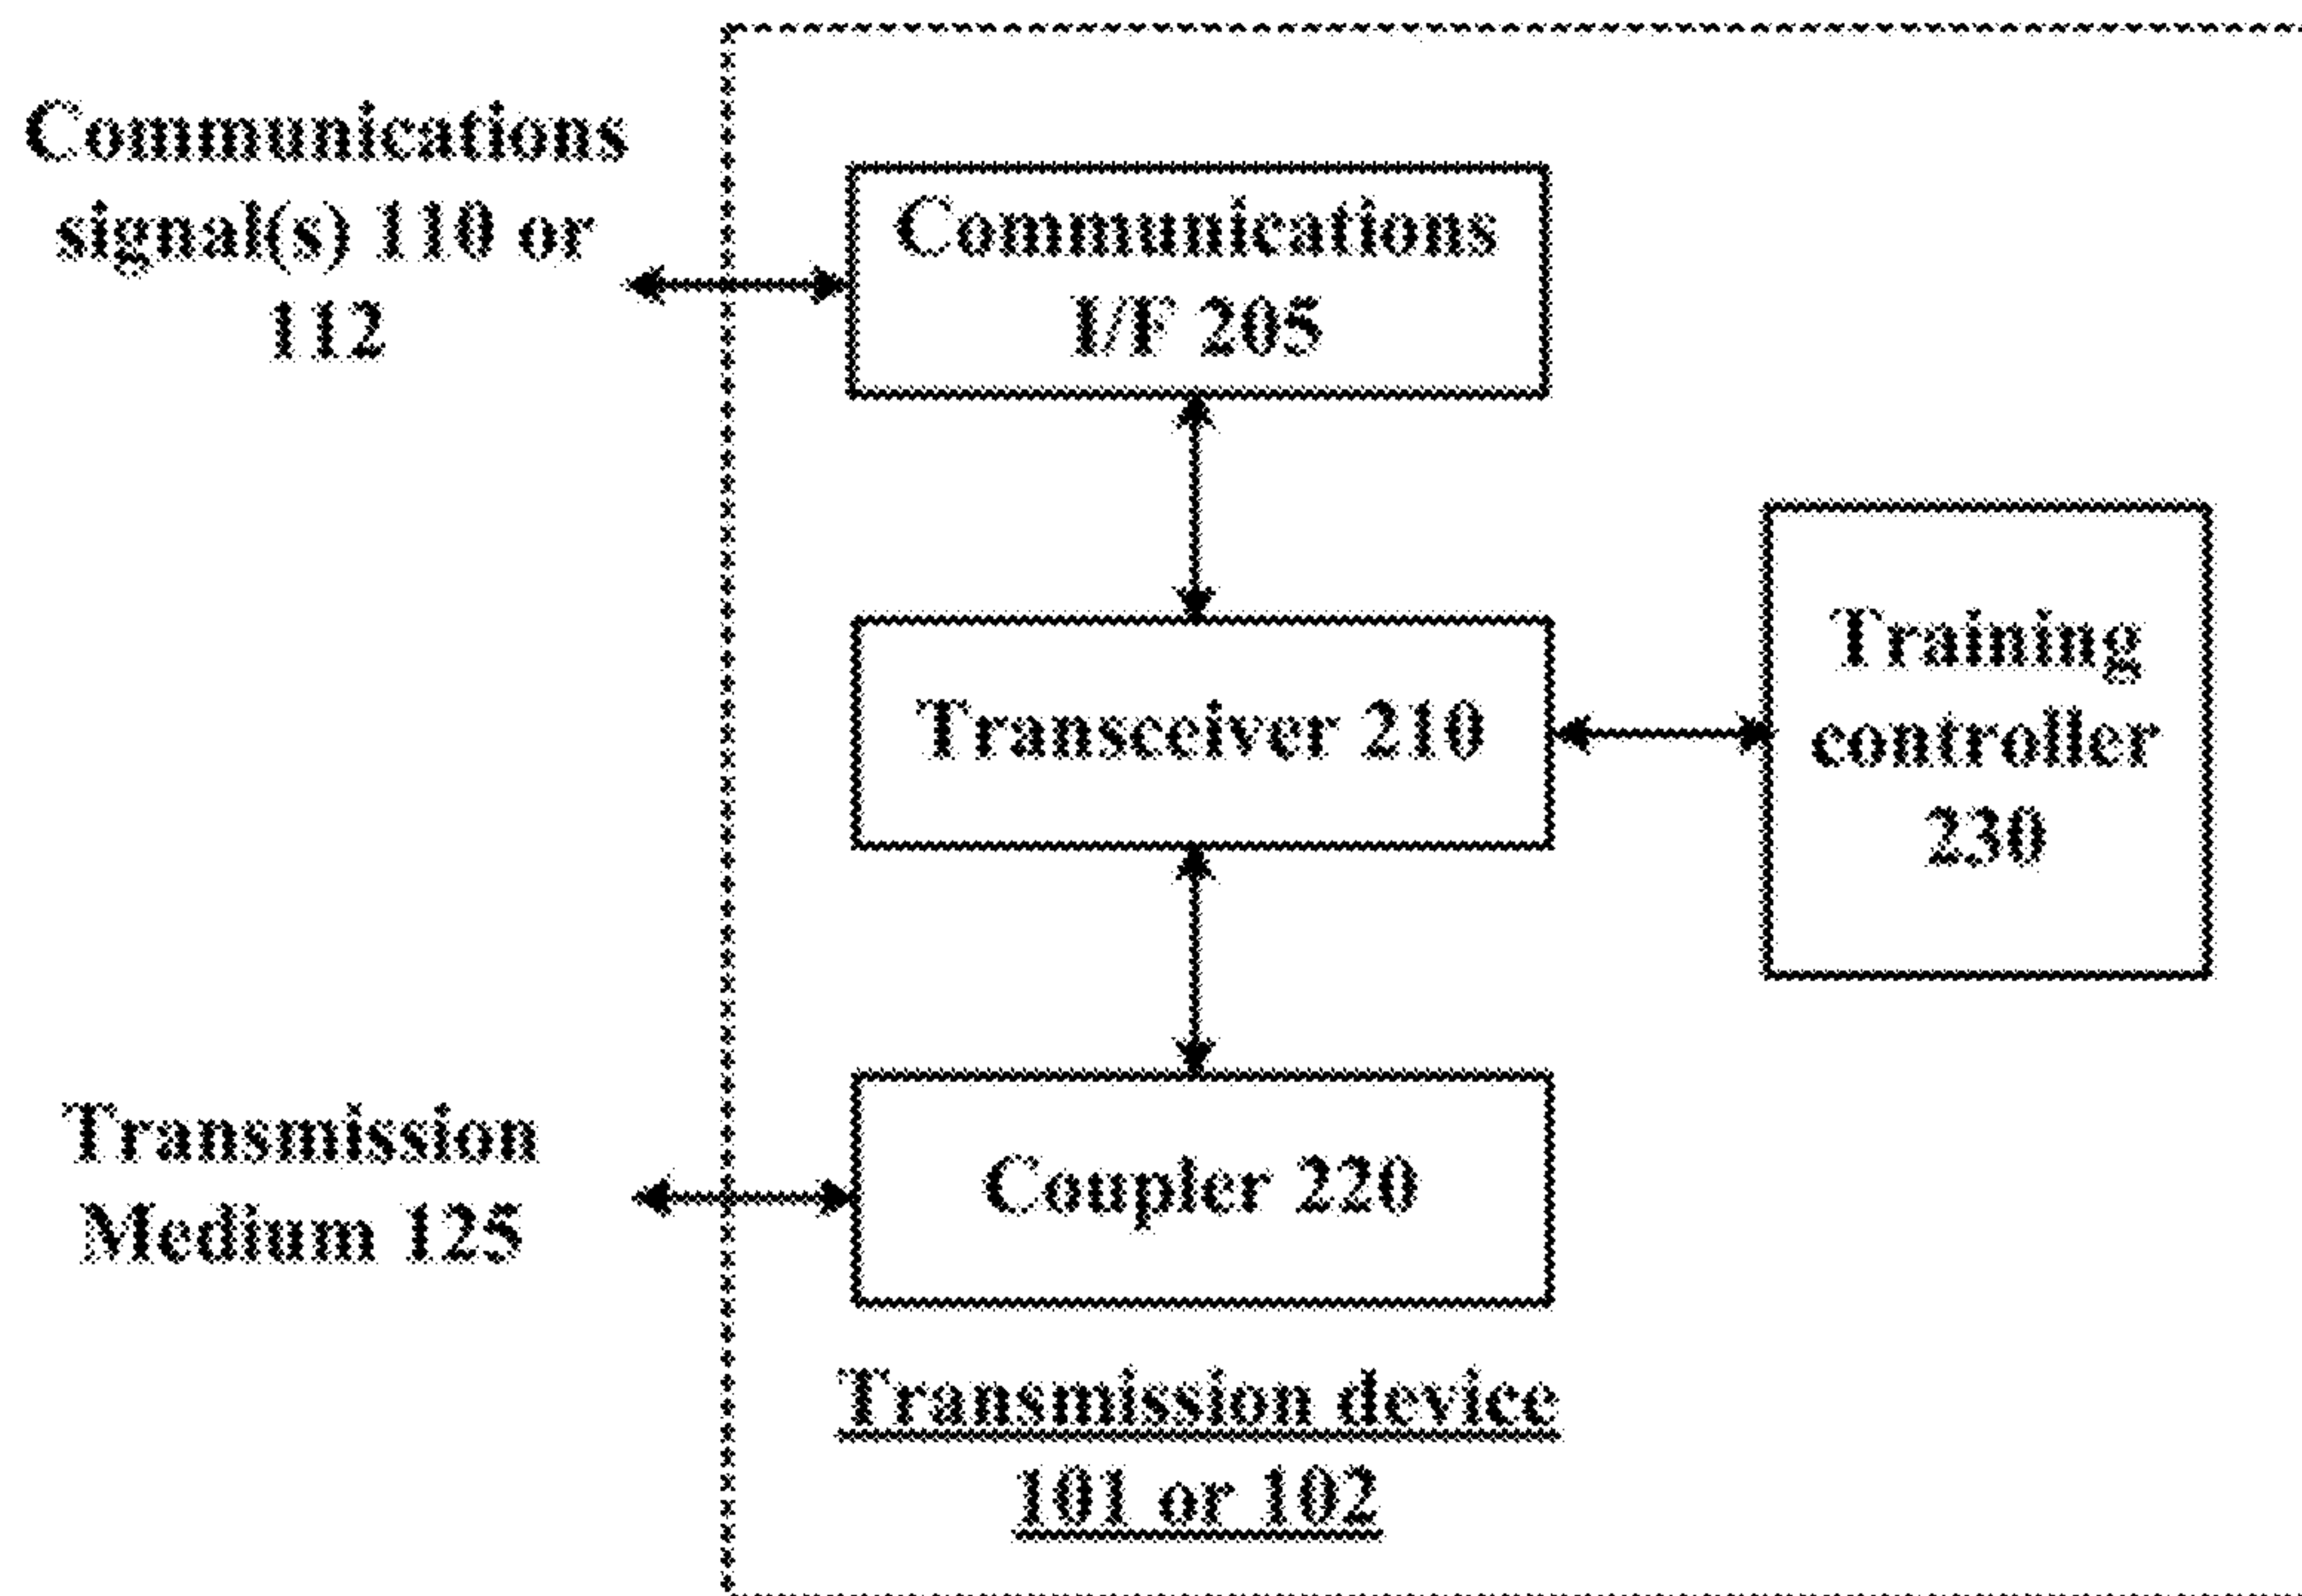 Communications
signal(s) 110 or
112
Communications
I/F 205
Transceiver 210
Training
controller
230
Coupler 220
Transmission
Medium 125
Transmission device
101 or 102